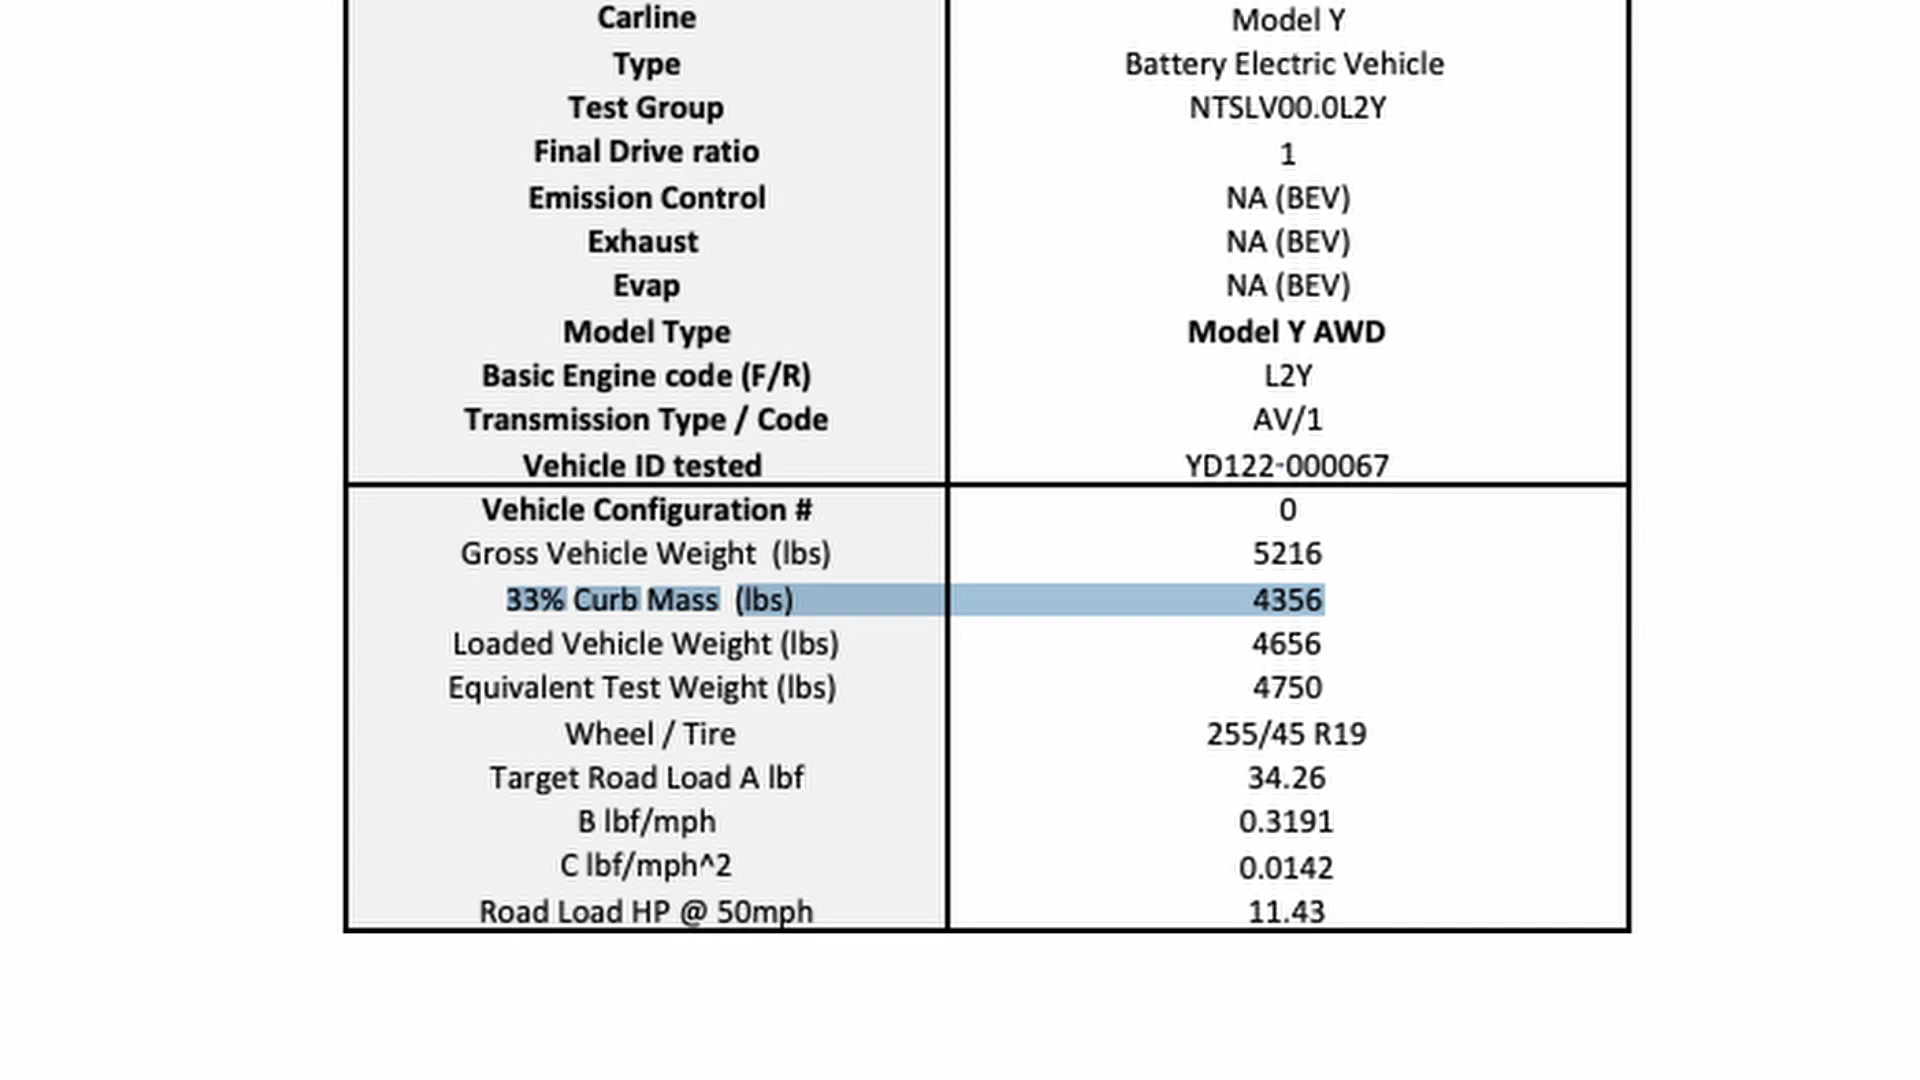 Carline Model Y
Type Battery Electric Vehicle
Test Group NTSLV00.0L2Y
Final Drive ratio 1
Emission Control NA (BEV)
Exhaust NA (BEV)
Evap NA (BEV)
Model Type Model Y AWD
Basic Engine code (F/R) L2Y
Transmission Type / Code AV/1
Vehicle ID tested YD122-000067
Vehicle Configuration # 0
Gross Vehicle Weight (lbs) 5216
33% Curb Mass (lbs) 4356
Loaded Vehicle Weight (lbs) 4656
Equivalent Test Weight (lbs) 4750
Wheel / Tire 255/45 R19
Target Road Load A lbf 34.26
B lbf/mph 0.3191
C lbf/mph^2 0.0142
Road Load HP @ 50mph 11.43